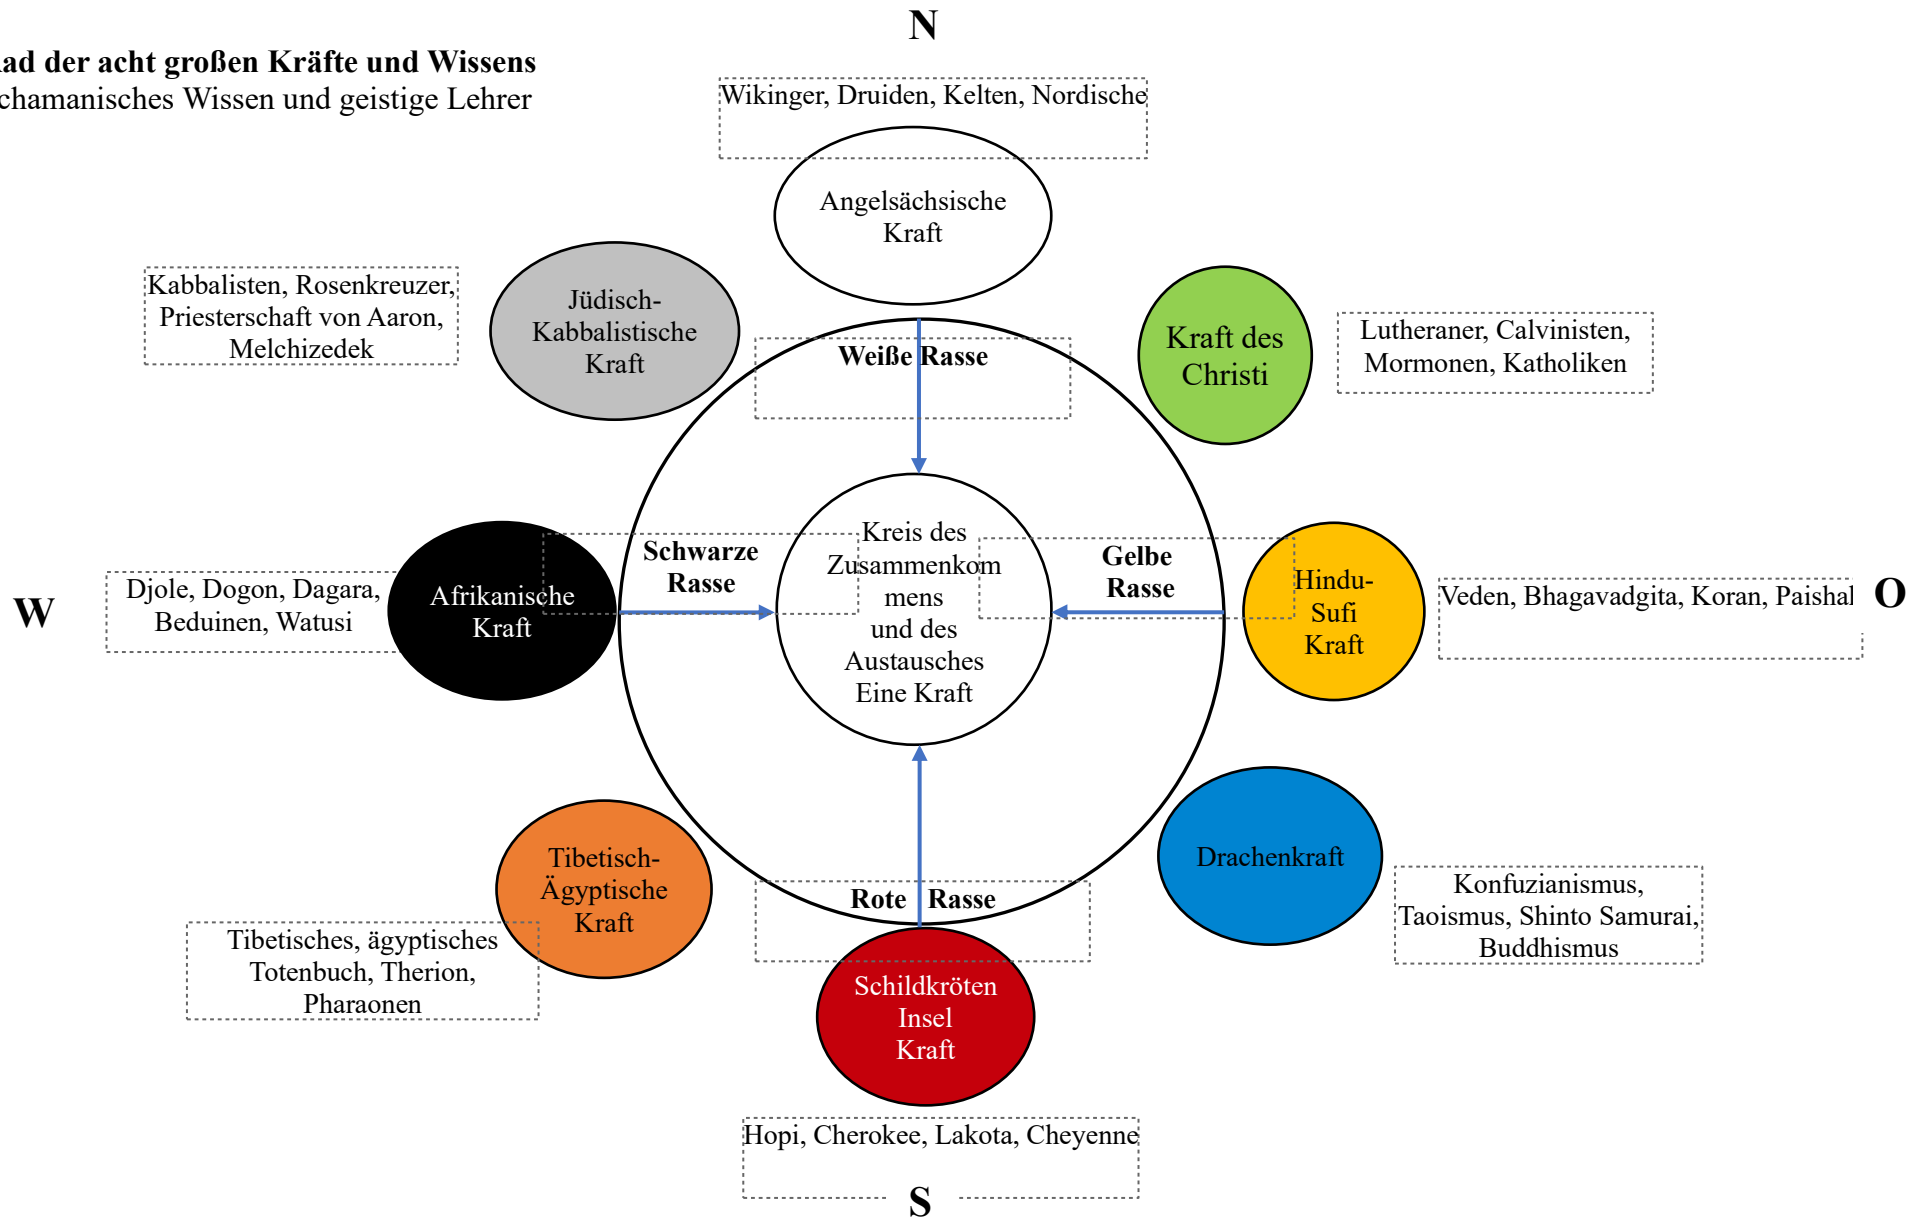 N
ad der acht großen Kräfte und Wissens
chamanisches Wissen und geistige Lehrer
Wikinger, Druiden, Kelten, Nordische
Angelsächsische
Kraft
Kabbalisten, Rosenkreuzer,
Priesterschaft von Aaron,
Melchizedek
Jüdisch-
Kabbalistische
Kraft
Weiße Rasse
Kraft des
Christi
Lutheraner, Calvinisten,
Mormonen, Katholiken
W
Djole, Dogon, Dagara,
Beduinen, Watusi
Afrikanische
Kraft
Schwarze
Rasse
Kreis des
Zusammenkom
mens
und des
Austausches
Eine Kraft
Gelbe
Rasse
Hindu-
Sufi
Kraft
Veden, Bhagavadgita, Koran, Paishal
O
Tibetisch-
Ägyptische
Kraft
Tibetisches, ägyptisches
Totenbuch, Therion,
Pharaonen
Rote Rasse
Drachenkraft
Konfuzianismus,
Taoismus, Shinto Samurai,
Buddhismus
Schildkröten
Insel
Kraft
Hopi, Cherokee, Lakota, Cheyenne
S